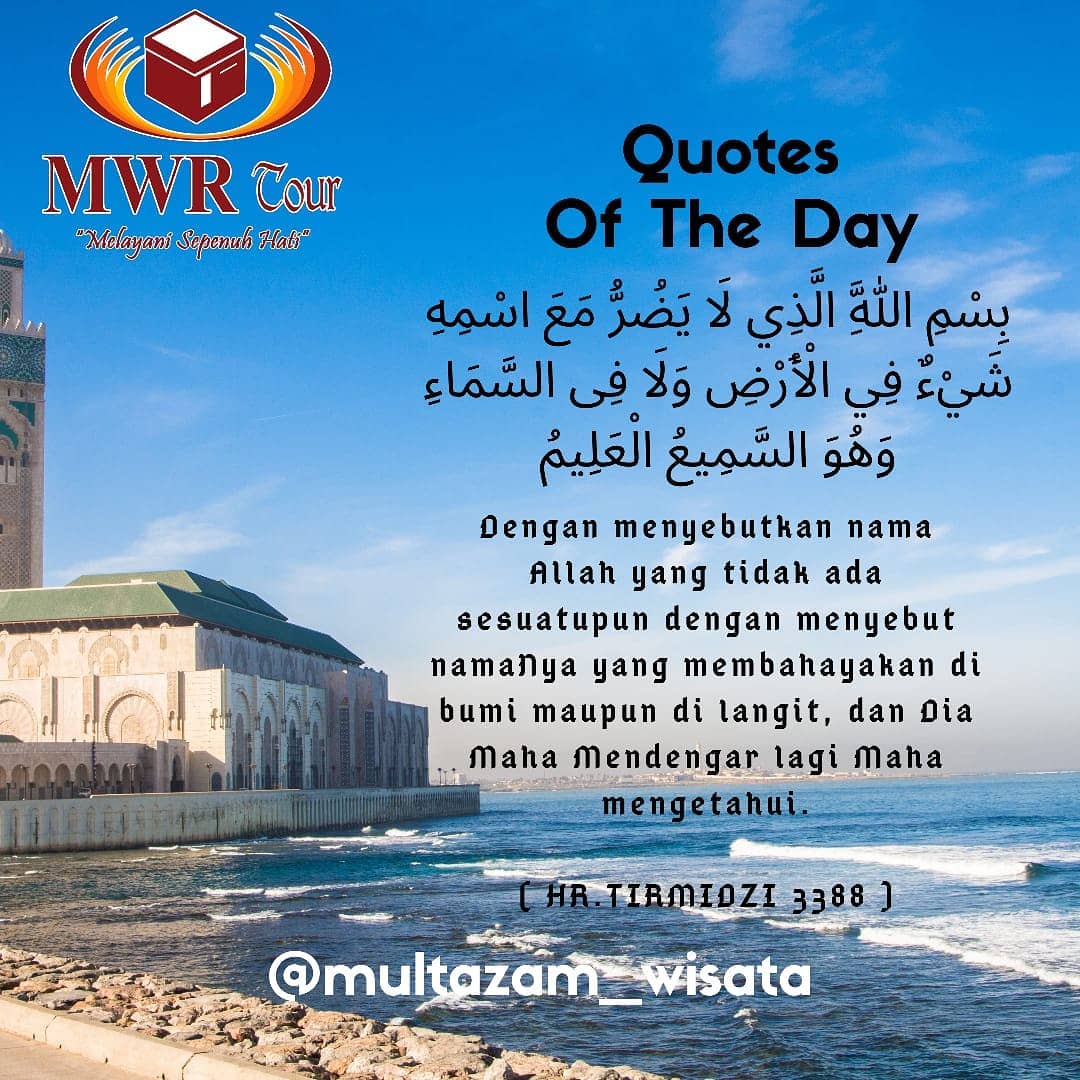 MWR Tour
"Melayani Sepenuh Hati"
Quotes
Of The Day
بِسْمِ اللَّهِ الَّذِي لَا يَضُرُّ مَعَ اسْمِهِ
شَيْءٌ فِي الْأَرْضِ وَلَا فِى السَّمَاءِ
وَهُوَ السَّمِيعُ الْعَلِيمُ
Dengan menyebutkan nama
Allah yang tidak ada
sesuatupun dengan menyebut
namaNya yang membahayakan di
bumi maupun di langit, dan Dia
Maha Mendengar lagi Maha
mengetahui.
( HR.TIRMIDZI 3388 )
@multazam_wisata